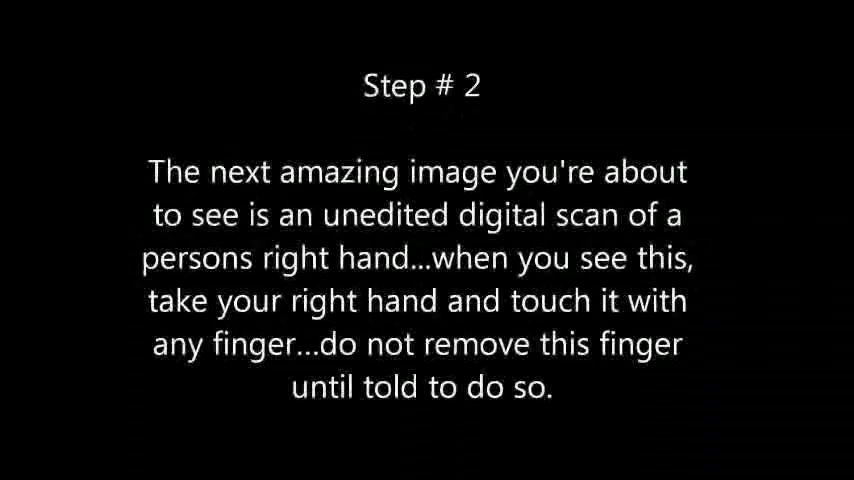 Step # 2
The next amazing image you're about
to see is an unedited digital scan of a
persons right hand...when you see this,
take your right hand and touch it with
any finger...do not remove this finger
until told to do so.